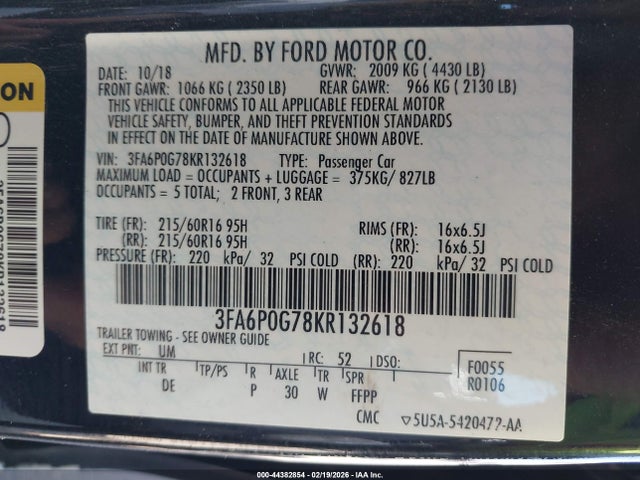 MFD. BY FORD MOTOR CO.
DATE: 10/18 GVWR: 2009 KG ( 4430 LB)
FRONT GAWR: 1066 KG ( 2350 LB) REAR GAWR: 966 KG ( 2130 LB)
THIS VEHICLE CONFORMS TO ALL APPLICABLE FEDERAL MOTOR
VEHICLE SAFETY, BUMPER, AND THEFT PREVENTION STANDARDS
IN EFFECT ON THE DATE OF MANUFACTURE SHOWN ABOVE.
VIN: 3FA6P0G78KR132618 TYPE: Passenger Car
MAXIMUM LOAD = OCCUPANTS + LUGGAGE = 375KG/ 827LB
OCCUPANTS = 5 TOTAL; 2 FRONT, 3 REAR
TIRE (FR): 215/60R16 95H RIMS (FR): 16x6.5J
(RR): 215/60R16 95H (RR): 16x6.5J
PRESSURE (FR): 220 kPa/ 32 PSI COLD (RR): 220 kPa/ 32 PSI COLD
3FA6P0G78KR132618
TRAILER TOWING - SEE OWNER GUIDE
EXT PNT: UM RC: 52 DSO: F0055
INT TR TP/PS R AXLE TR SPR R0106
DE P 30 W FFPP
CMC 5U5A-5420472-AA
ON
000-44382854 - 02/19/2026 - IAA Inc.